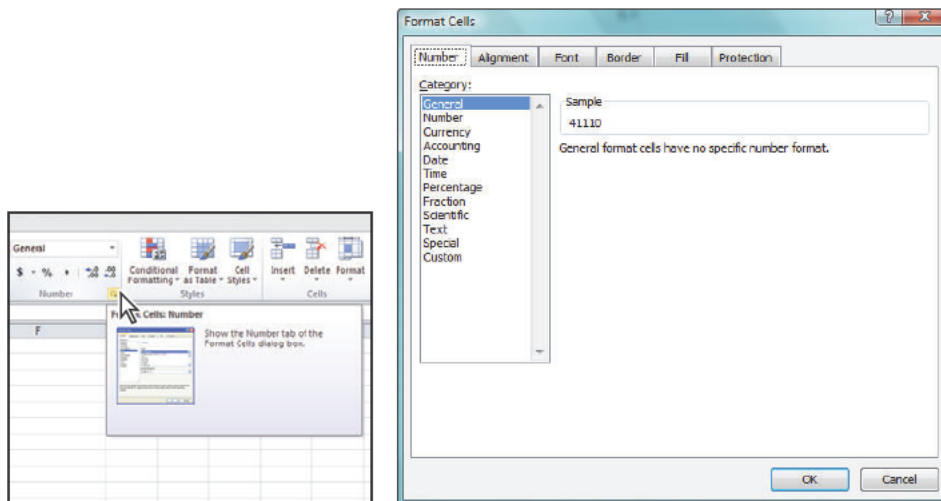 General
$ % ,
Conditional Formatting
Format as Table
Cell Styles
Insert
Delete
Format
Number
Styles
Cells
F
Cells: Number
Show the Number tab of the
Format Cells dialog box.
Format Cells
Number
Alignment
Font
Border
Fill
Protection
Category:
General
Number
Currency
Accounting
Date
Time
Percentage
Fraction
Scientific
Text
Special
Custom
Sample
41110
General format cells have no specific number format.
OK
Cancel